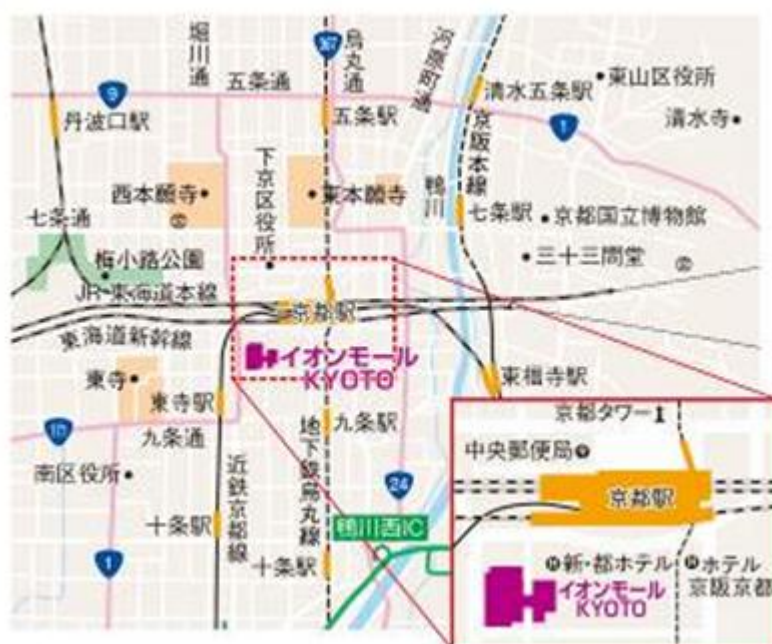 堀川通
367
烏丸通
河原町通
9
五条通
清水五条駅
東山区役所
丹波口駅
五条駅
1
清水寺
京阪本線
下京区役所
西本願寺
東本願寺
鴨川
七条駅
京都国立博物館
七条通
三十三間堂
梅小路公園
JR東海道本線
京都駅
東海道新幹線
イオンモール
KYOTO
東寺
東福寺駅
東寺駅
九条駅
九条通
南区役所
近鉄京都線
地下鉄烏丸線
24
十条駅
鴨川西IC
1
十条駅
京都タワー
中央郵便局
京都駅
新・都ホテル
ホテル
京阪京都
イオンモール
KYOTO